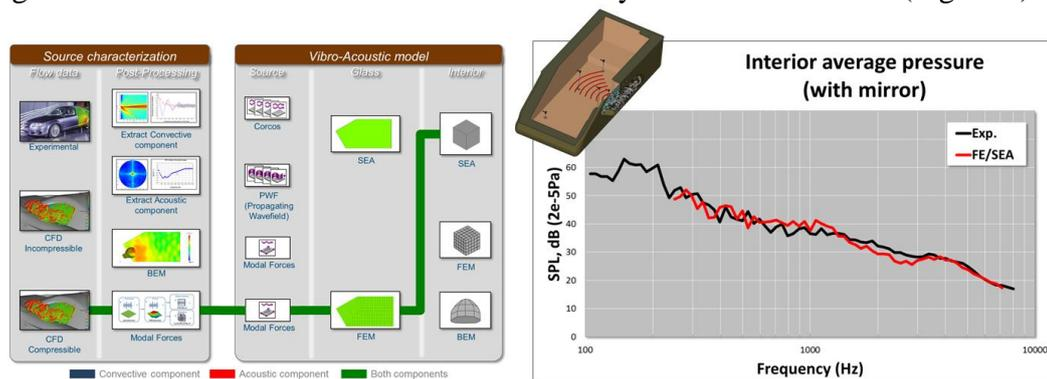 Source characterization
Flow data
Post-Processing
Experimental
CFD
Incompressible
CFD
Compressible
Extract Convective
component
Extract Acoustic
component
BEM
Modal Forces
Vibro-Acoustic model
Source
Glass
Interior
Corcos
PWF
(Propagating
Wavefield)
Modal Forces
Modal Forces
SEA
FEM
SEA
FEM
BEM
Convective component
Acoustic component
Both components
Interior average pressure
(with mirror)
Exp.
FE/SEA
SPL, dB (2e-5Pa)
60
50
40
30
20
10
0
100
1000
10000
Frequency (Hz)